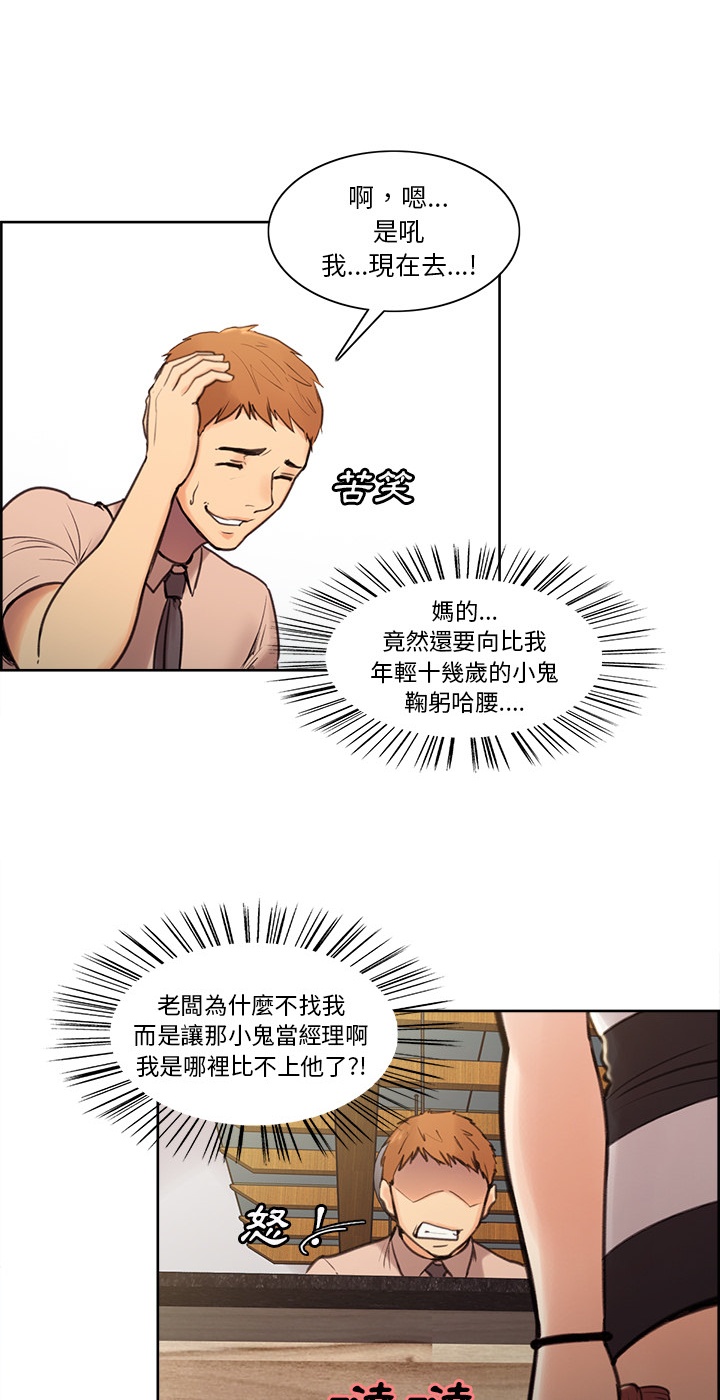 啊，嗯...
是吼
我...現在去...!
苦笑
媽的...
竟然還要向比我
年輕十幾歲的小鬼
鞠躬哈腰....
老闆為什麼不找我
而是讓那小鬼當經理啊
我是哪裡比不上他了?!
怒！